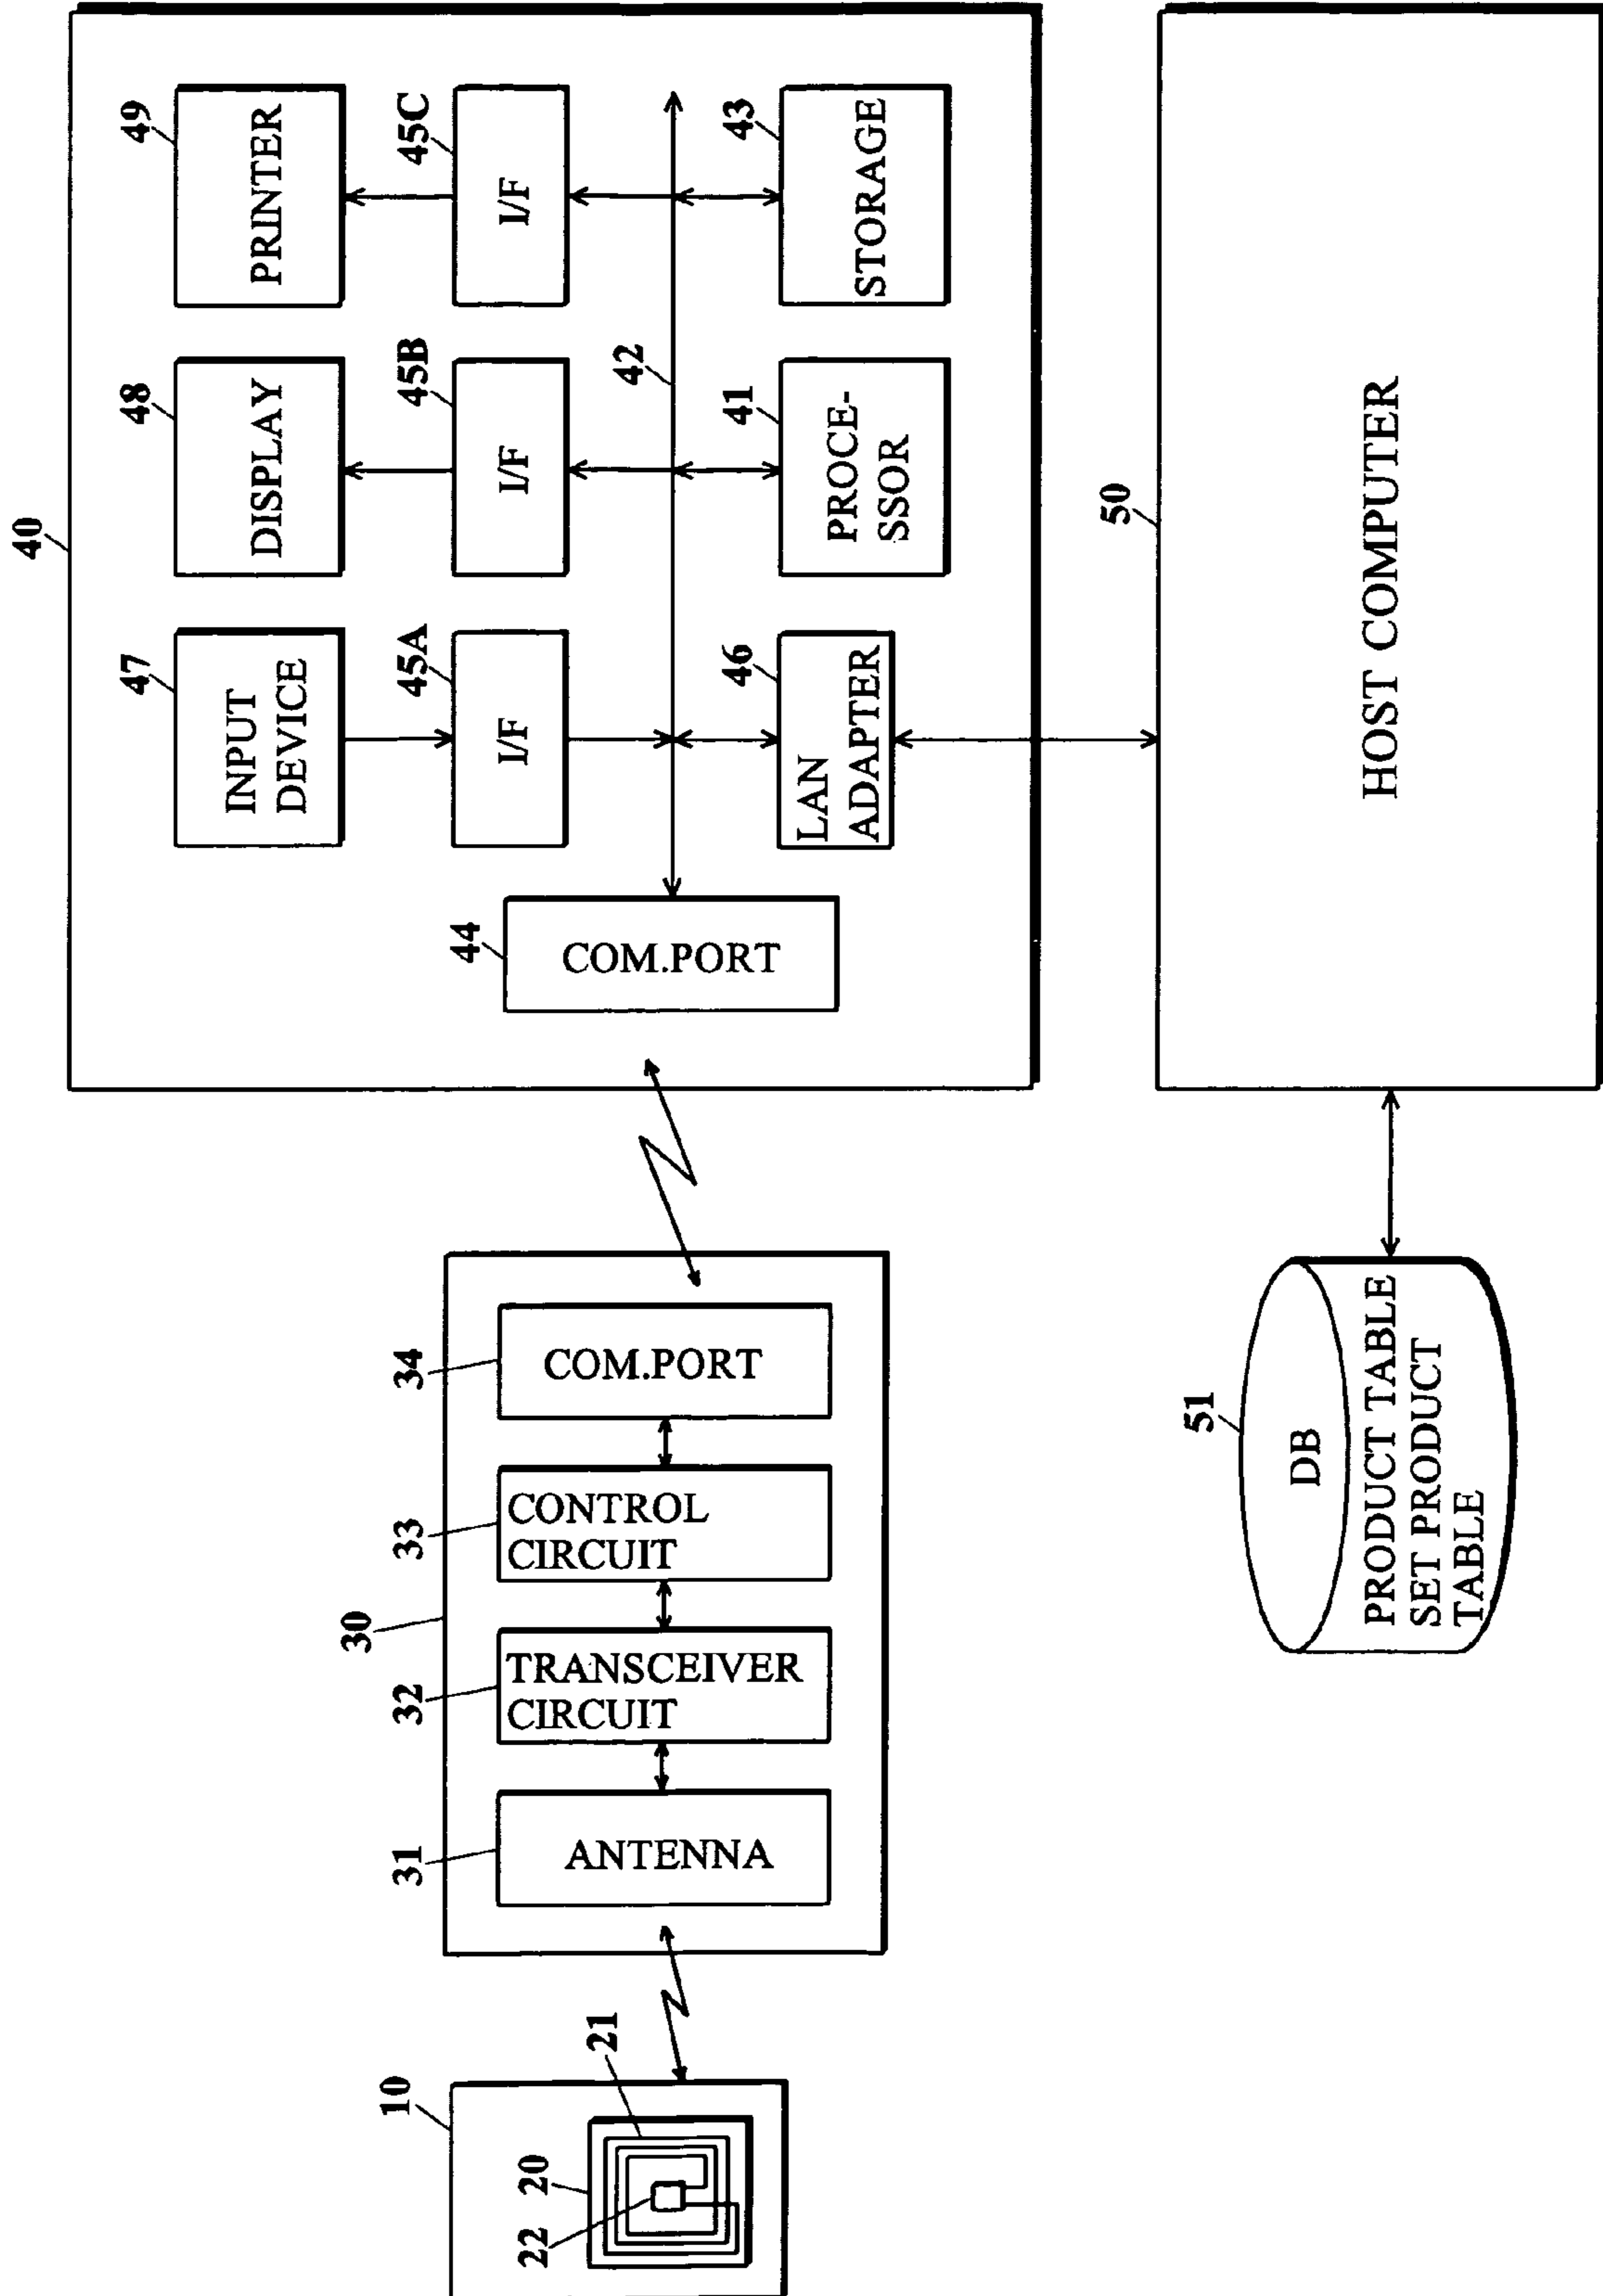 40
47
INPUT
DEVICE
48
DISPLAY
49
PRINTER
45A
I/F
45B
I/F
45C
I/F
42
44
COM.PORT
46
LAN
ADAPTER
41
PROCE-
SSOR
43
STORAGE
10
20
21
22
30
31
ANTENNA
32
TRANSCEIVER
CIRCUIT
33
CONTROL
CIRCUIT
34
COM.PORT
51
DB
PRODUCT TABLE
SET PRODUCT
TABLE
50
HOST COMPUTER